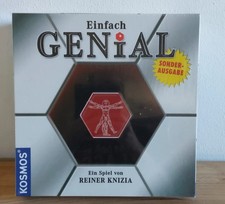 Einfach
GENiAL
SONDER-
AUSGABE
Ein Spiel von
REINER KNIZIA
KOSMOS